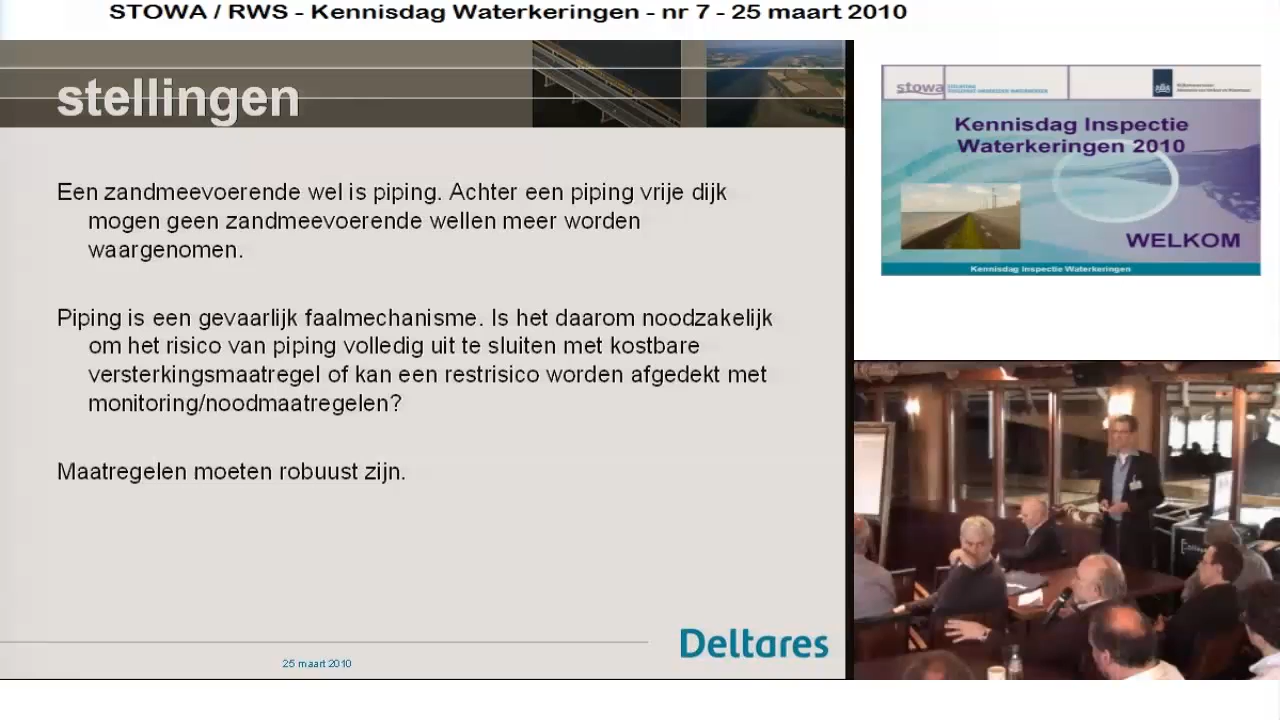 STOWA / RWS - Kennisdag Waterkeringen - nr 7 - 25 maart 2010
stellingen
Een zandmeevoerende wel is piping. Achter een piping vrije dijk
mogen geen zandmeevoerende wellen meer worden
waargenomen.
Piping is een gevaarlijk faalmechanisme. Is het daarom noodzakelijk
om het risico van piping volledig uit te sluiten met kostbare
versterkingsmaatregel of kan een restrisico worden afgedekt met
monitoring/noodmaatregelen?
Maatregelen moeten robuust zijn.
Deltares
25 maart 2010
stowa
Kennisdag Inspectie
Waterkeringen 2010
WELKOM
Kennisdag Inspectie Waterkeringen